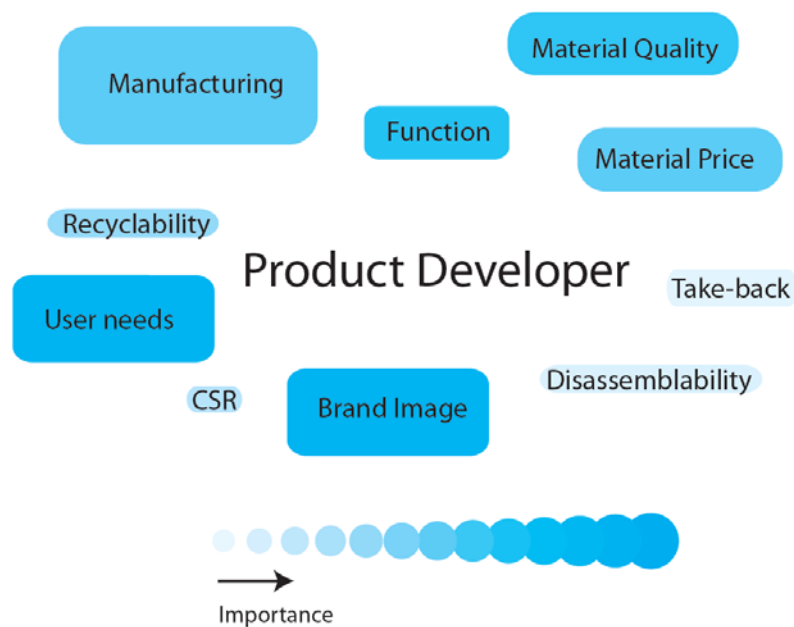 Material Quality
Manufacturing
Function
Material Price
Recyclability
Product Developer
Take-back
User needs
Disassemblability
CSR
Brand Image
Importance